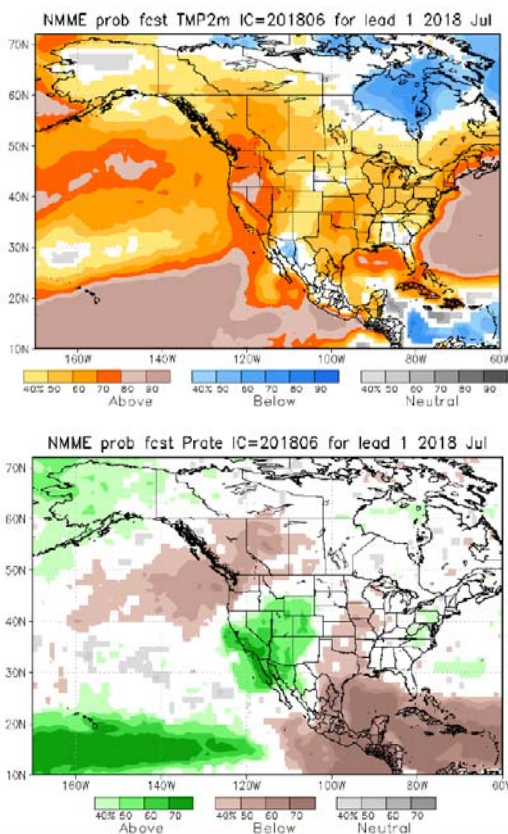 NMME prob fcst TMP2m IC=201806 for lead 1 2018 Jul
70N
60N
50N
40N
30N
20N
10N
160W 140W 120W 100W 80W 60W
40% 50 60 70 80 90 40% 50 60 70 80 90 40% 50 60 70 80 90
Above Below Neutral
NMME prob fcst Prate IC=201806 for lead 1 2018 Jul
70N
60N
50N
40N
30N
20N
10N
160W 140W 120W 100W 80W 60W
40% 50 60 70 40% 50 60 70 40% 50 60 70
Above Below Neutral